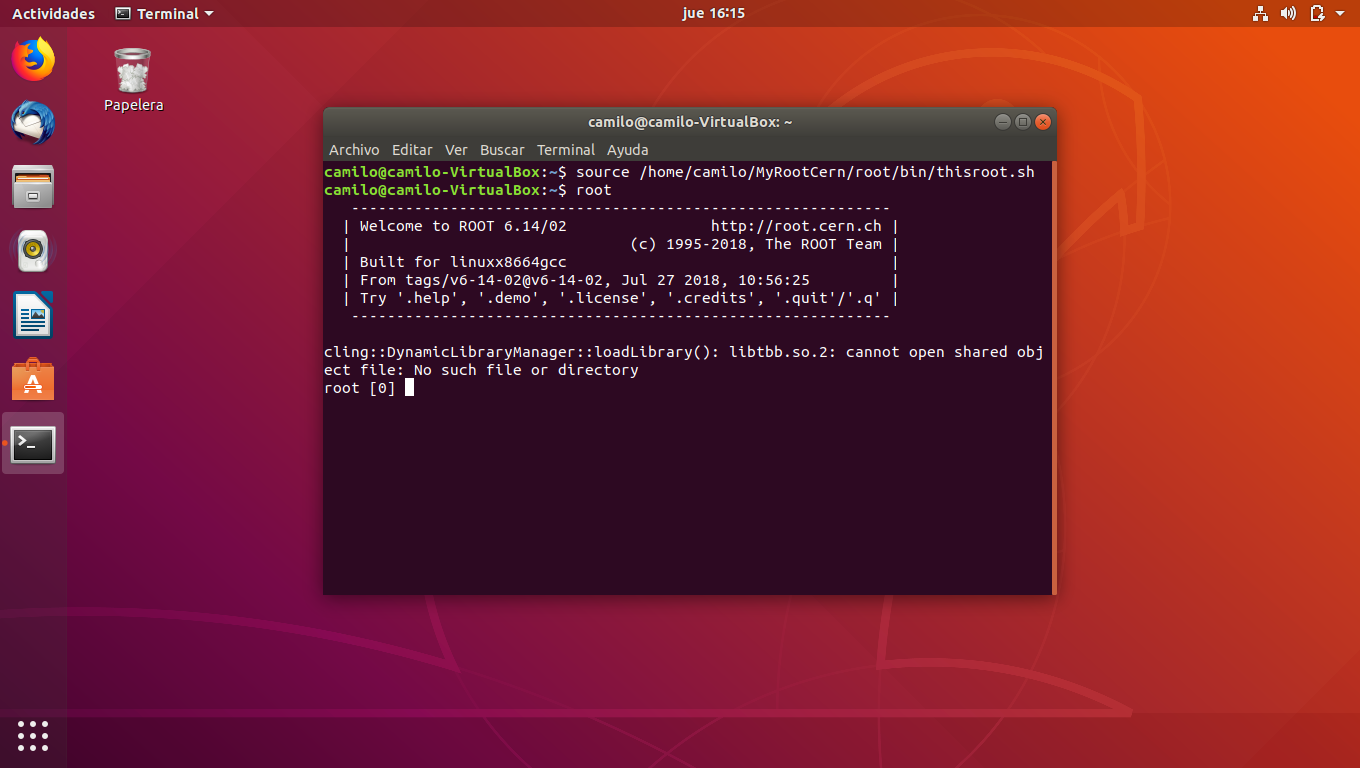 Actividades Terminal jue 16:15
Papelera
camilo@camilo-VirtualBox: ~
Archivo Editar Ver Buscar Terminal Ayuda
camilo@camilo-VirtualBox:~$ source /home/camilo/MyRootCern/root/bin/thisroot.sh
camilo@camilo-VirtualBox:~$ root
   ------------------------------------------------------------
  | Welcome to ROOT 6.14/02                http://root.cern.ch |
  |                               (c) 1995-2018, The ROOT Team |
  | Built for linuxx8664gcc                                    |
  | From tags/v6-14-02@v6-14-02, Jul 27 2018, 10:56:25         |
  | Try '.help', '.demo', '.license', '.credits', '.quit'/'.q' |
   ------------------------------------------------------------
cling::DynamicLibraryManager::loadLibrary(): libtbb.so.2: cannot open shared obj
ect file: No such file or directory
root [0]